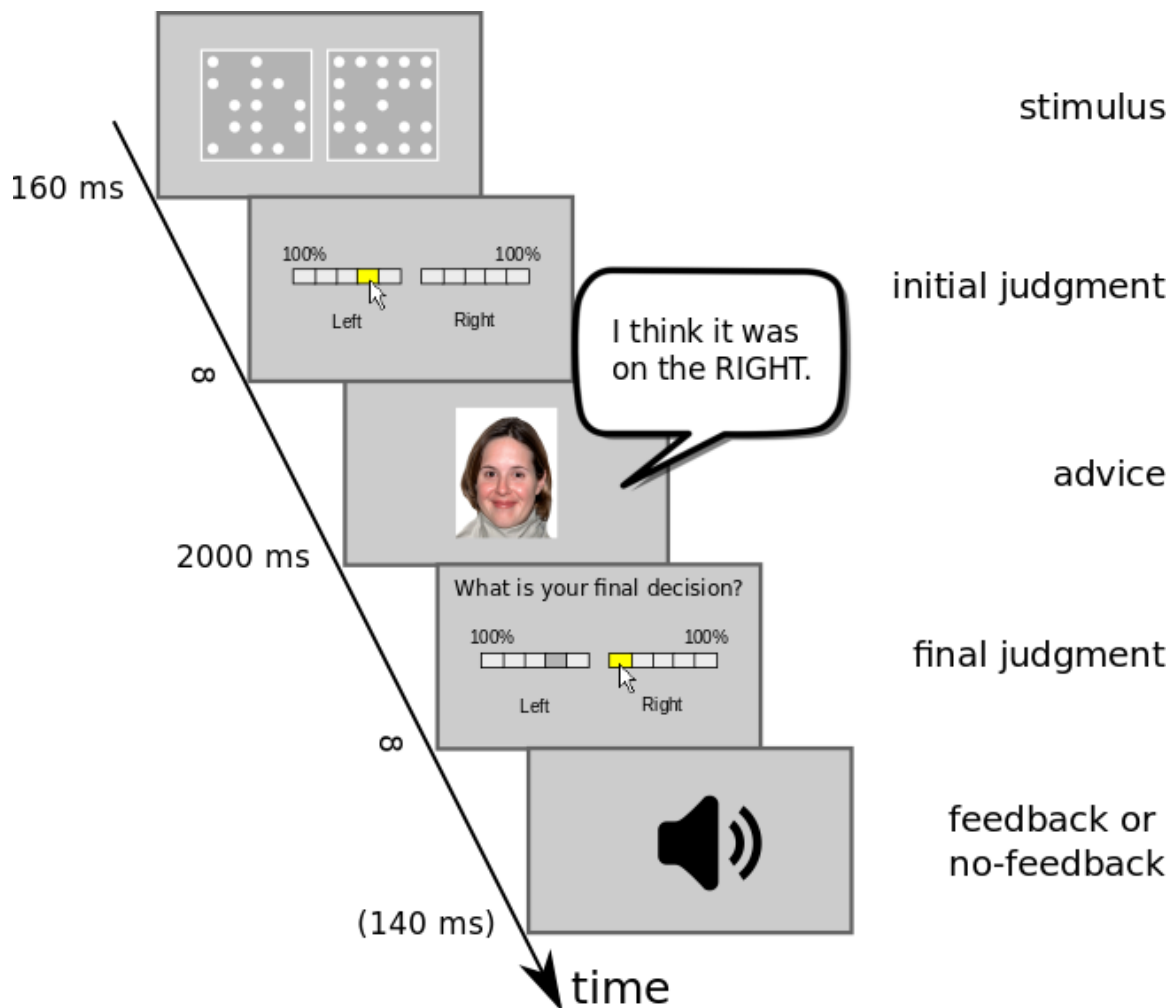 stimulus
160 ms
100% 100%
Left Right
initial judgment
∞
I think it was
on the RIGHT.
advice
2000 ms
What is your final decision?
100% 100%
Left Right
final judgment
∞
feedback or
no-feedback
(140 ms)
time